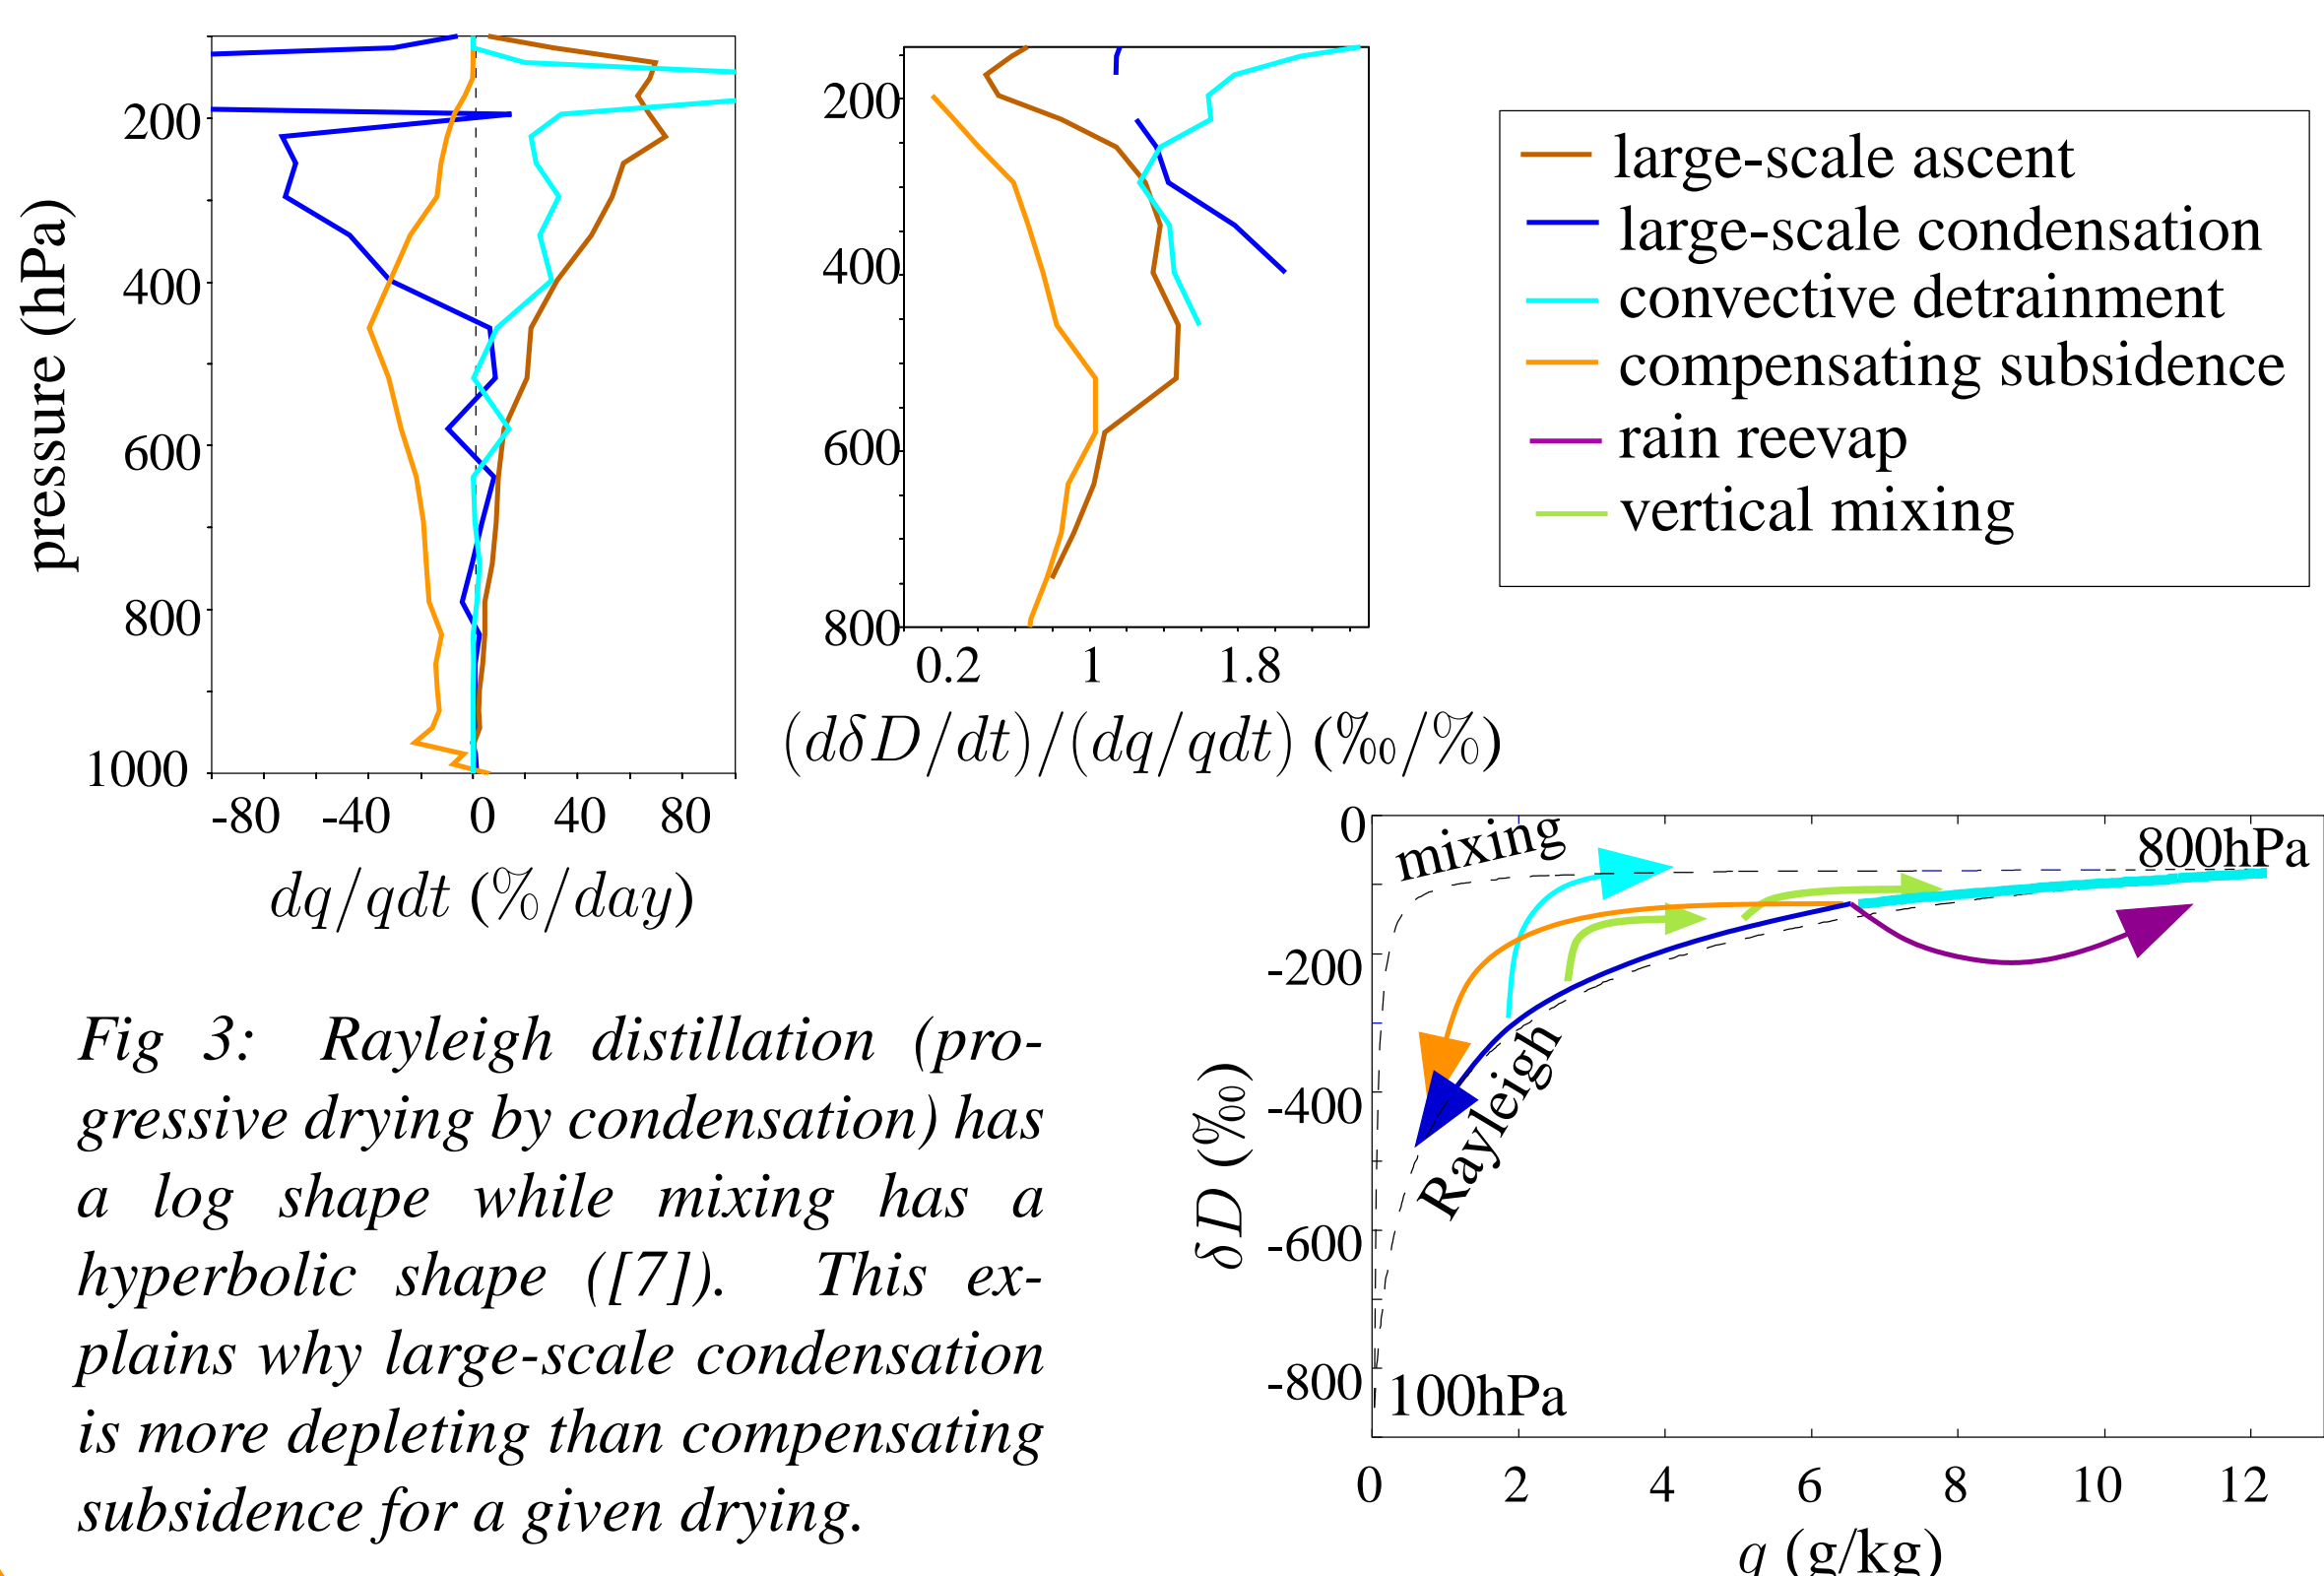 200
400
600
800
1000
pressure (hPa)
-80 -40 0 40 80
dq/qdt (%/day)
200
400
600
800
0.2 1 1.8
(dδD/dt)/(dq/qdt) (‰/%)
large-scale ascent
large-scale condensation
convective detrainment
compensating subsidence
rain reevap
vertical mixing
0
-200
-400
-600
-800
δD (‰)
mixing
800hPa
Rayleigh
100hPa
0 2 4 6 8 10 12
q (g/kg)
Fig 3: Rayleigh distillation (pro-
gressive drying by condensation) has
a log shape while mixing has a
hyperbolic shape ([7]). This ex-
plains why large-scale condensation
is more depleting than compensating
subsidence for a given drying.